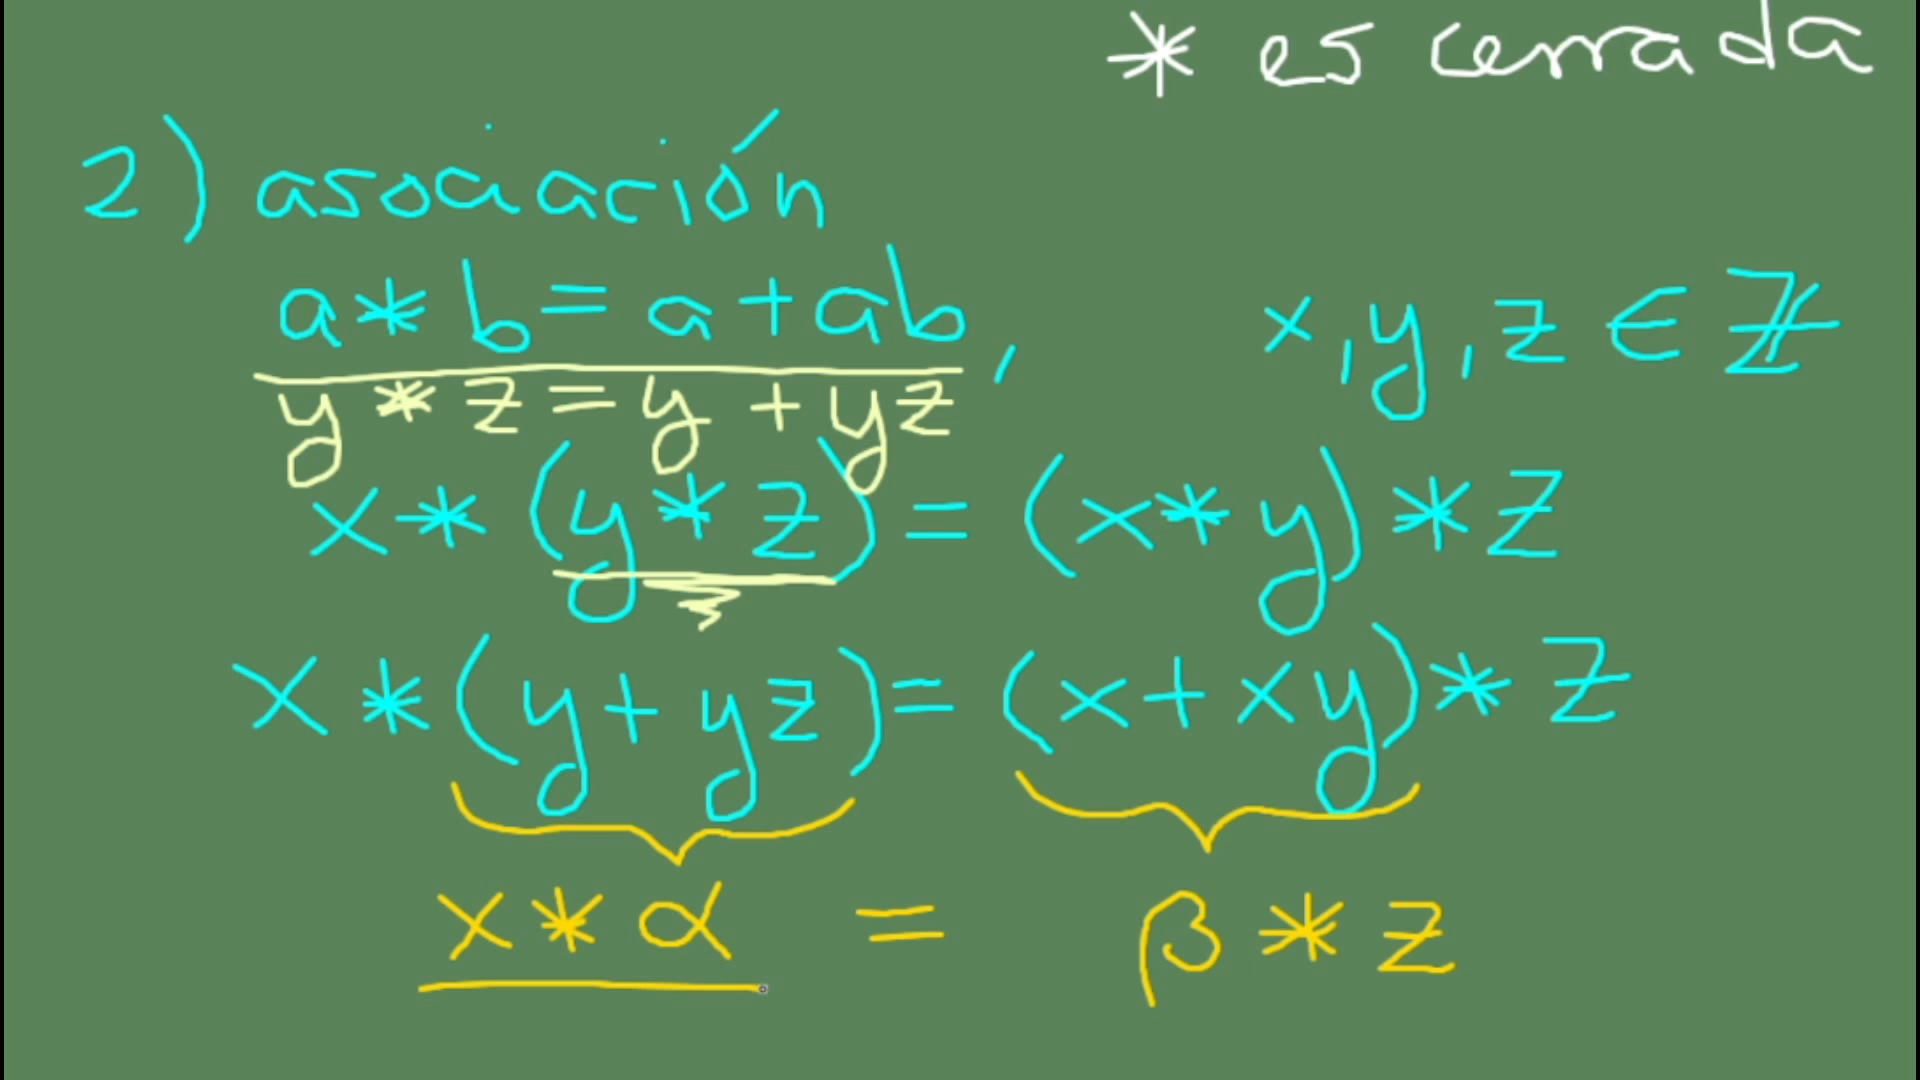 * es cerrada
2) asociación
a * b = a + ab, x, y, z ∈ ℤ
y * z = y + yz
x * (y * z) = (x * y) * z
x * (y + yz) = (x + xy) * z
x * α = β * z